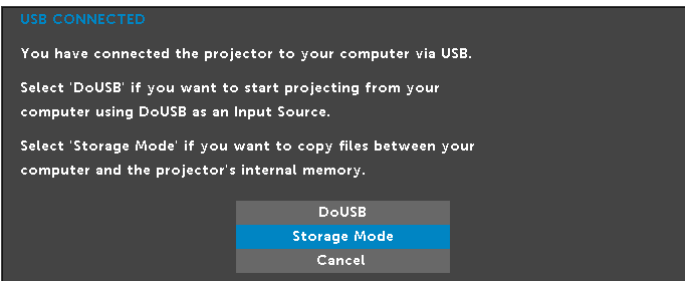 USB CONNECTED
You have connected the projector to your computer via USB.
Select 'DoUSB' if you want to start projecting from your
computer using DoUSB as an Input Source.
Select 'Storage Mode' if you want to copy files between your
computer and the projector's internal memory.
DoUSB
Storage Mode
Cancel